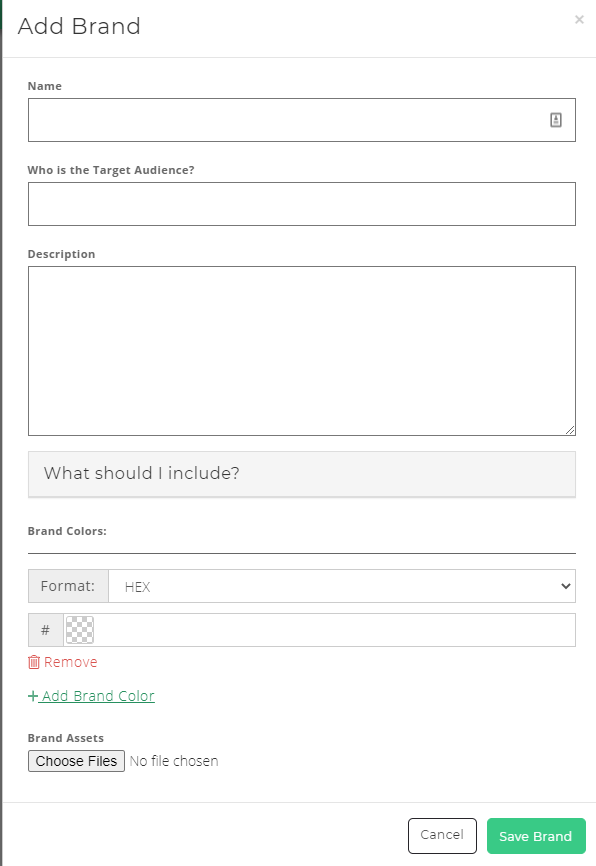 Add Brand
×
Name
Who is the Target Audience?
Description
What should I include?
Brand Colors:
Format: HEX
#
Remove
+ Add Brand Color
Brand Assets
Choose Files No file chosen
Cancel Save Brand